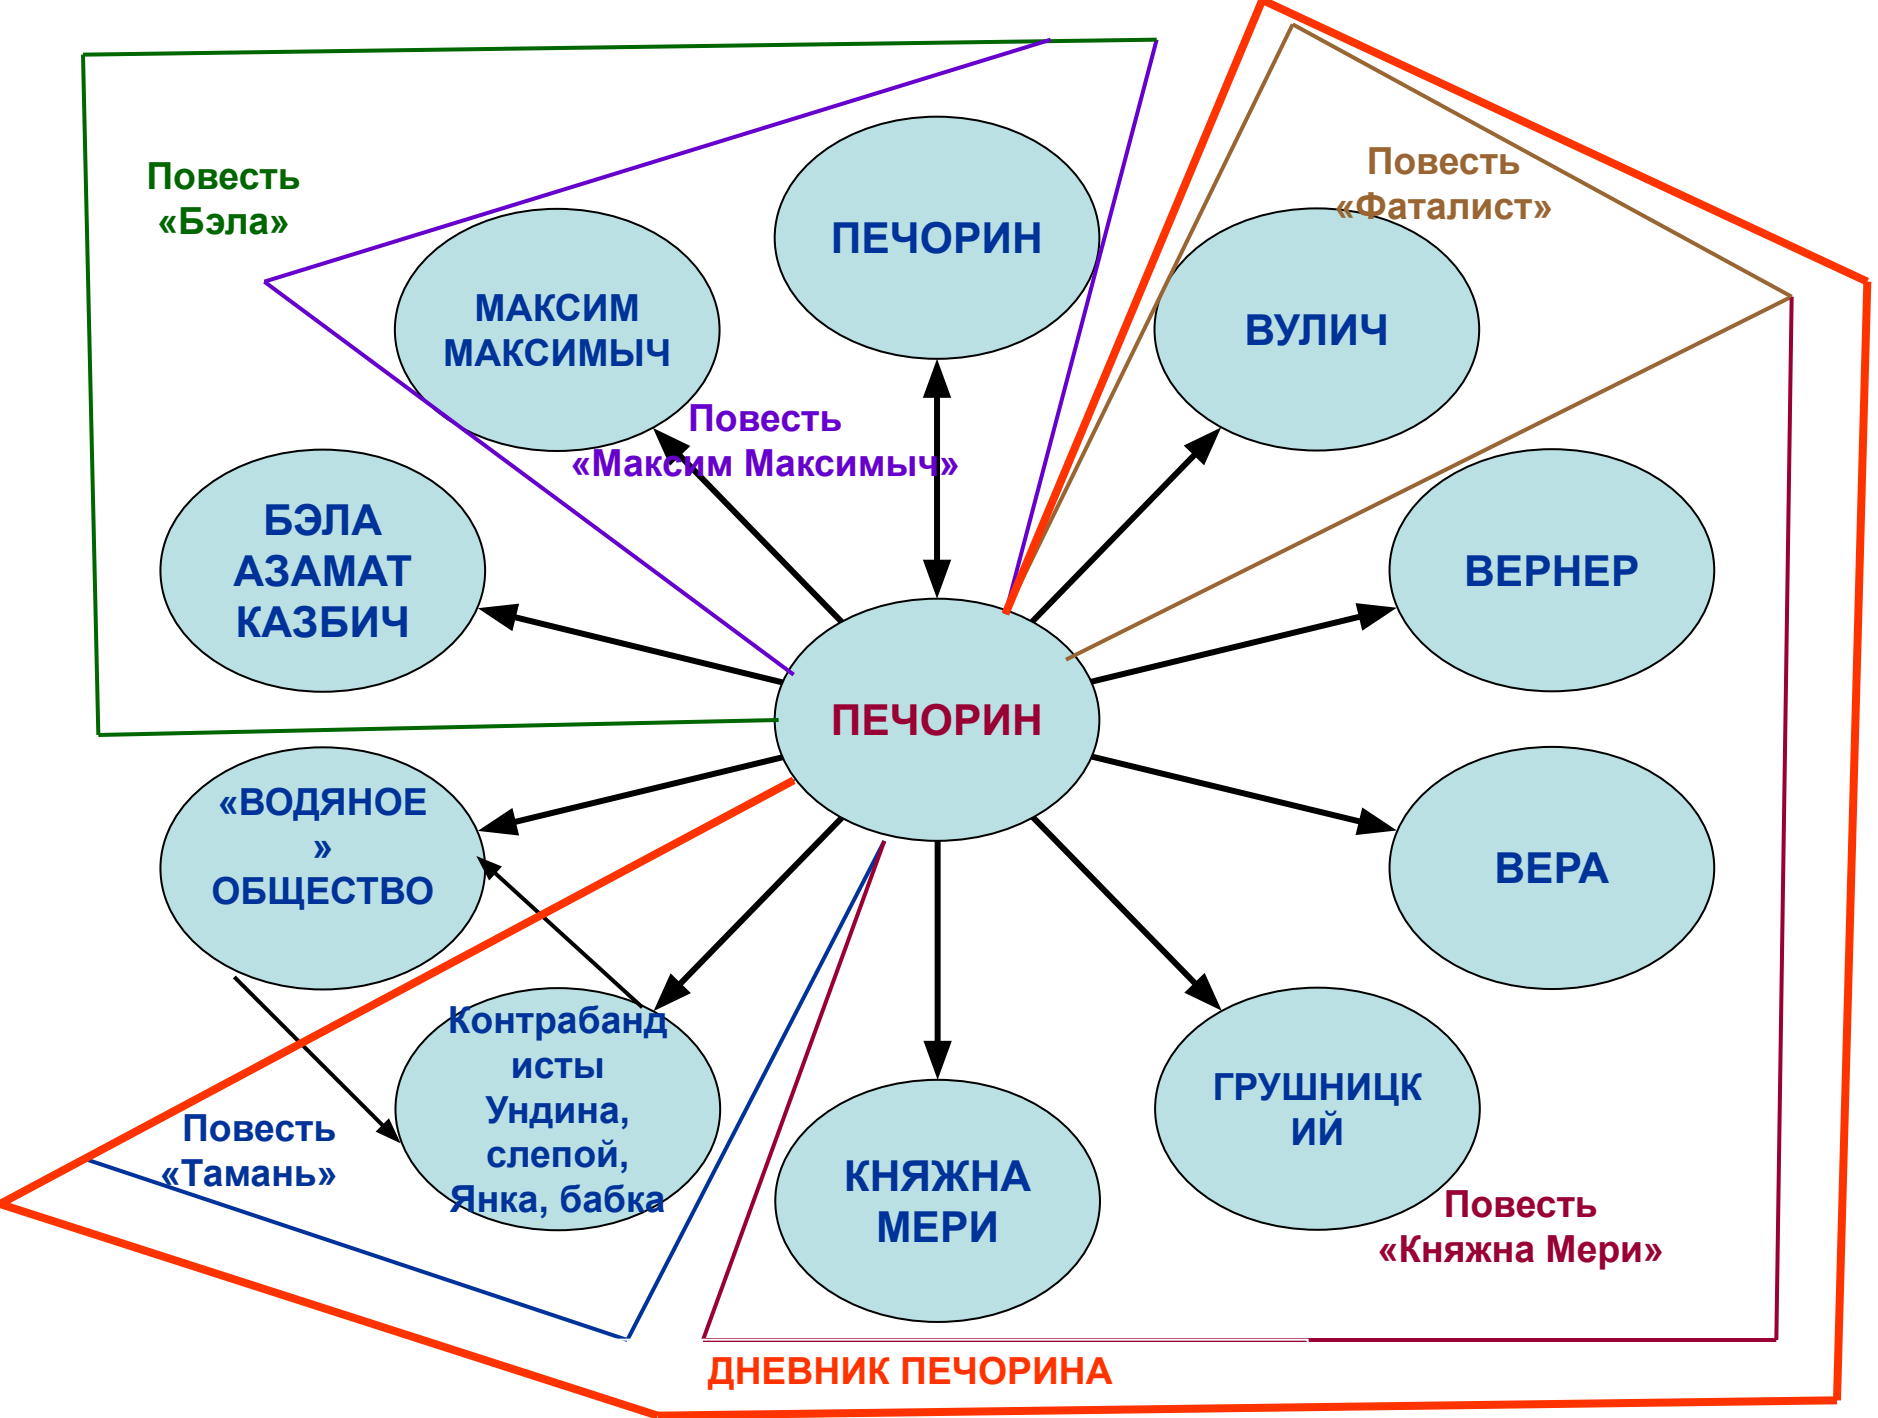 Повесть
«Бэла»
ПЕЧОРИН
Повесть
«Фаталист»
МАКСИМ
МАКСИМЫЧ
ВУЛИЧ
Повесть
«Максим Максимыч»
БЭЛА
АЗАМАТ
КАЗБИЧ
ВЕРНЕР
ПЕЧОРИН
«ВОДЯНОЕ
»
ОБЩЕСТВО
ВЕРА
Контрабанд
исты
Ундина,
слепой,
Янка, бабка
ГРУШНИЦК
ИЙ
Повесть
«Тамань»
КНЯЖНА
МЕРИ
Повесть
«Княжна Мери»
ДНЕВНИК ПЕЧОРИНА